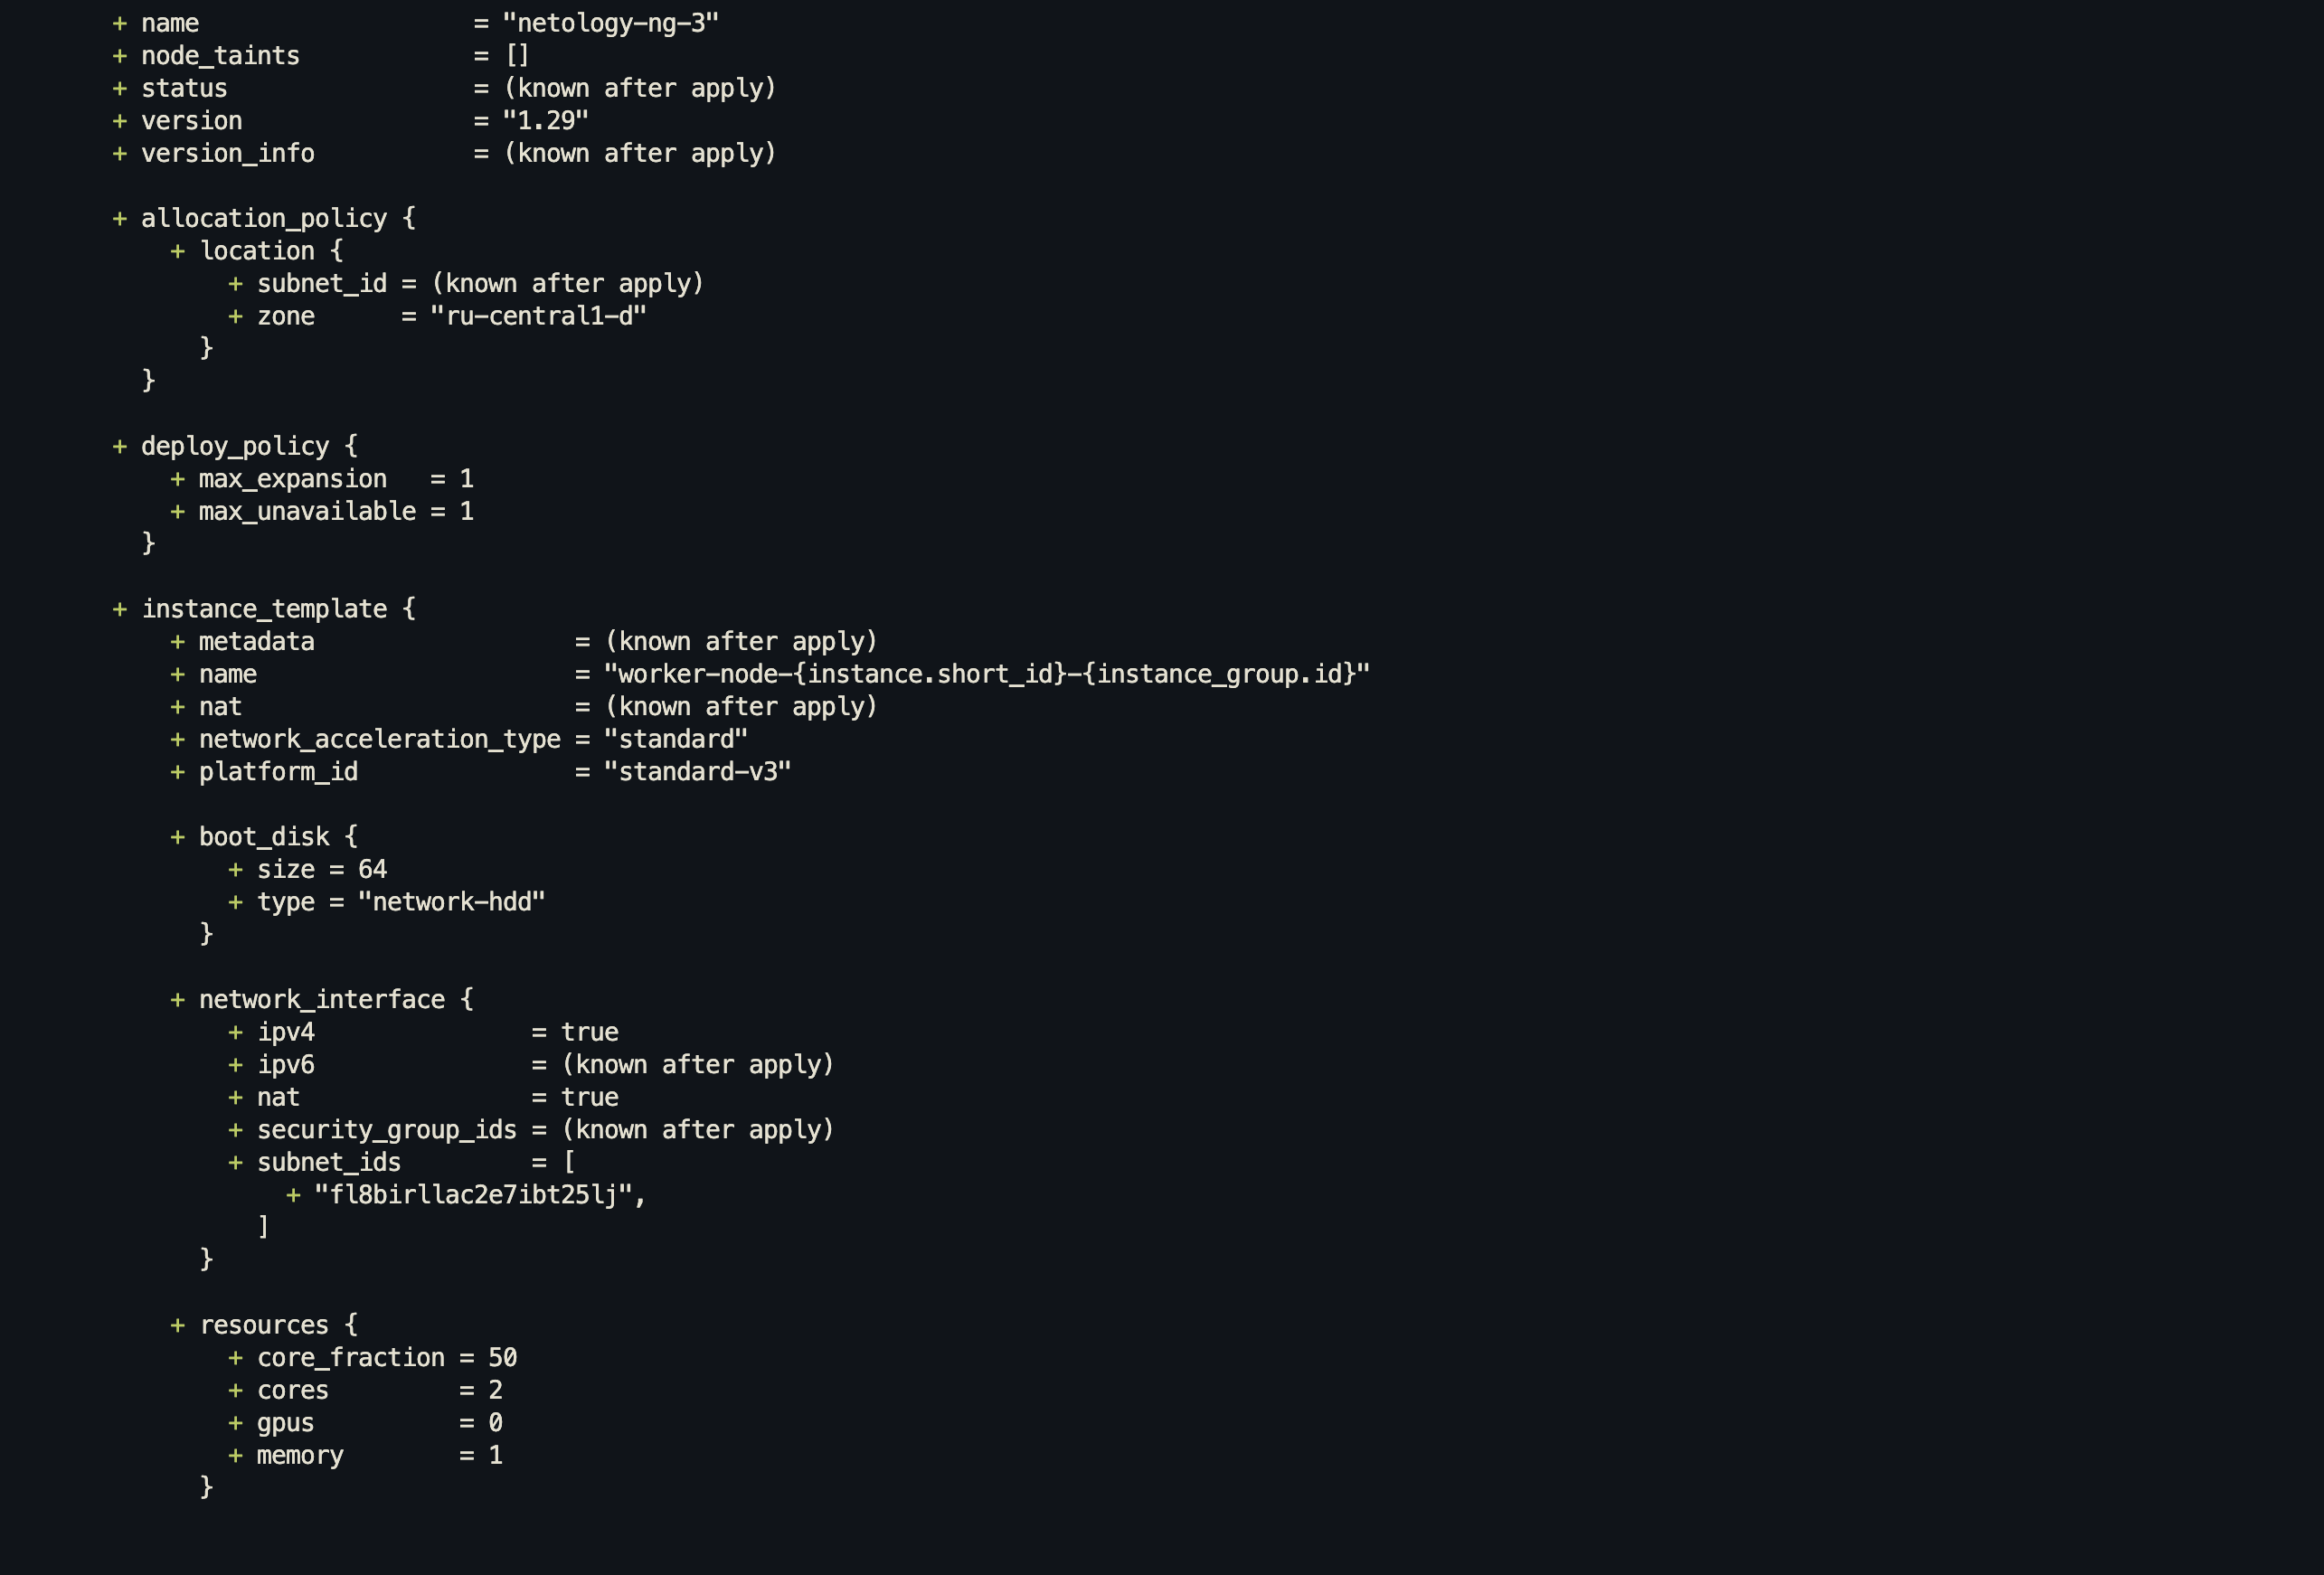 + name                   = "netology-ng-3"
+ node_taints            = []
+ status                 = (known after apply)
+ version                = "1.29"
+ version_info           = (known after apply)

+ allocation_policy {
    + location {
        + subnet_id = (known after apply)
        + zone      = "ru-central1-d"
      }
  }

+ deploy_policy {
    + max_expansion   = 1
    + max_unavailable = 1
  }

+ instance_template {
    + metadata                  = (known after apply)
    + name                      = "worker-node-{instance.short_id}-{instance_group.id}"
    + nat                       = (known after apply)
    + network_acceleration_type = "standard"
    + platform_id               = "standard-v3"

    + boot_disk {
        + size = 64
        + type = "network-hdd"
      }

    + network_interface {
        + ipv4               = true
        + ipv6               = (known after apply)
        + nat                = true
        + security_group_ids = (known after apply)
        + subnet_ids         = [
            + "fl8birllac2e7ibt25lj",
          ]
      }

    + resources {
        + core_fraction = 50
        + cores         = 2
        + gpus          = 0
        + memory        = 1
      }